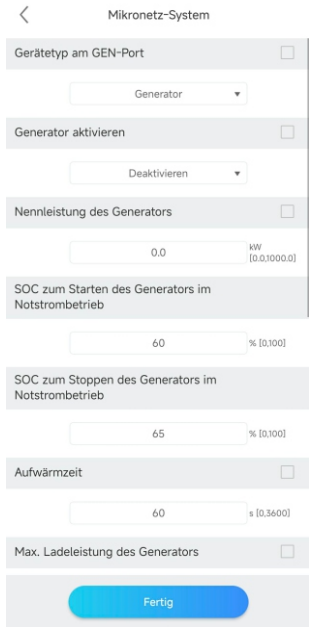 Mikronetz-System
Gerätetyp am GEN-Port
Generator
Generator aktivieren
Deaktivieren
Nennleistung des Generators
0.0
kW
[0.0,1000.0]
SOC zum Starten des Generators im
Notstrombetrieb
60
% [0,100]
SOC zum Stoppen des Generators im
Notstrombetrieb
65
% [0,100]
Aufwärmzeit
60
s [0,3600]
Max. Ladeleistung des Generators
Fertig